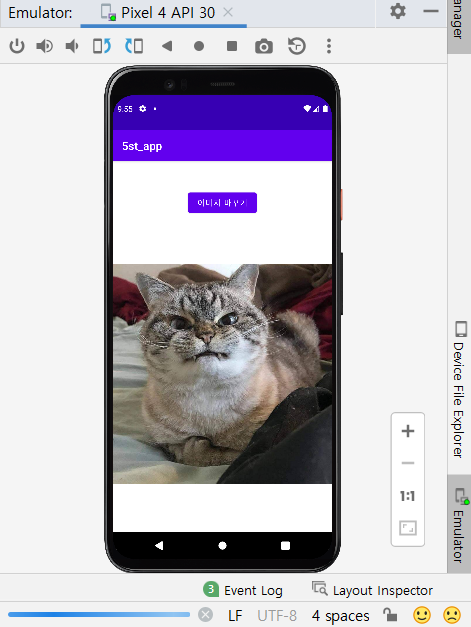 Emulator: Pixel 4 API 30
9:55
5st_app
이미지 바꾸기
1:1
anager
Device File Explorer
Emulator
3 Event Log Layout Inspector
LF UTF-8 4 spaces